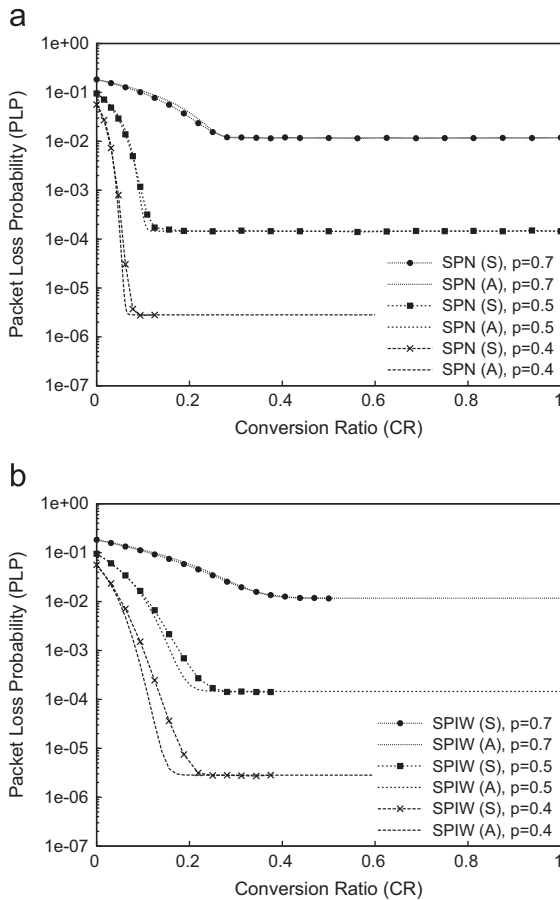 a
1e+00
1e-01
1e-02
1e-03
1e-04
1e-05
1e-06
1e-07
Packet Loss Probability (PLP)
SPN (S), p=0.7
SPN (A), p=0.7
SPN (S), p=0.5
SPN (A), p=0.5
SPN (S), p=0.4
SPN (A), p=0.4
0 0.2 0.4 0.6 0.8 1
Conversion Ratio (CR)
b
1e+00
1e-01
1e-02
1e-03
1e-04
1e-05
1e-06
1e-07
Packet Loss Probability (PLP)
SPIW (S), p=0.7
SPIW (A), p=0.7
SPIW (S), p=0.5
SPIW (A), p=0.5
SPIW (S), p=0.4
SPIW (A), p=0.4
0 0.2 0.4 0.6 0.8 1
Conversion Ratio (CR)